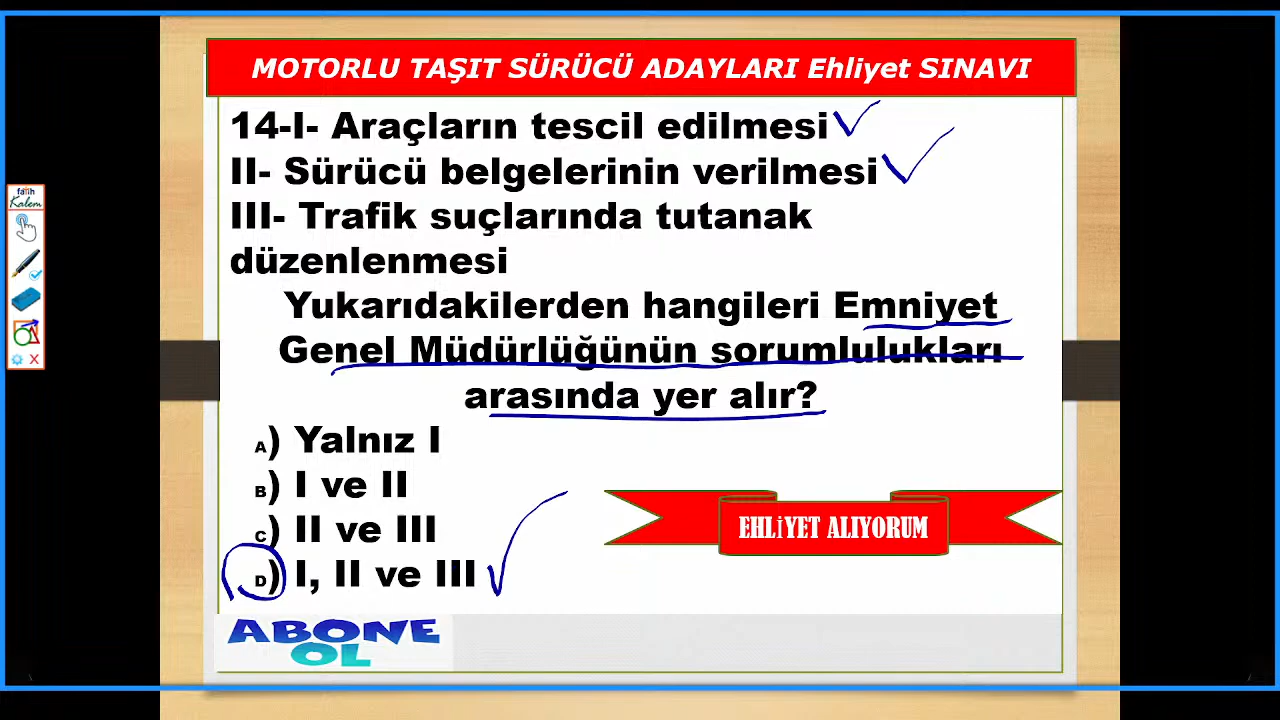 fatih
Kalem
MOTORLU TAŞIT SÜRÜCÜ ADAYLARI Ehliyet SINAVI
14-I- Araçların tescil edilmesi
II- Sürücü belgelerinin verilmesi
III- Trafik suçlarında tutanak
düzenlenmesi
Yukarıdakilerden hangileri Emniyet
Genel Müdürlüğünün sorumlulukları
arasında yer alır?
A) Yalnız I
B) I ve II
C) II ve III
D) I, II ve III
EHLİYET ALIYORUM
ABONE
OL